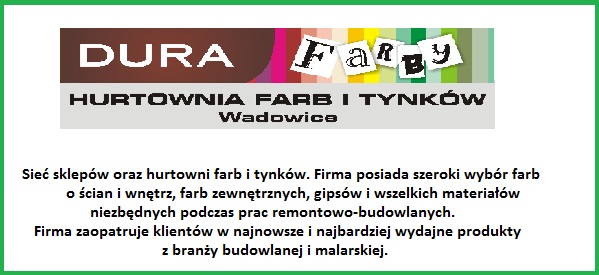 DURA Farby
HURTOWNIA FARB I TYNKÓW
Wadowice
Sieć sklepów oraz hurtowni farb i tynków. Firma posiada szeroki wybór farb
o ścian i wnętrz, farb zewnętrznych, gipsów i wszelkich materiałów
niezbędnych podczas prac remontowo-budowlanych.
Firma zaopatruje klientów w najnowsze i najbardziej wydajne produkty
z branży budowlanej i malarskiej.